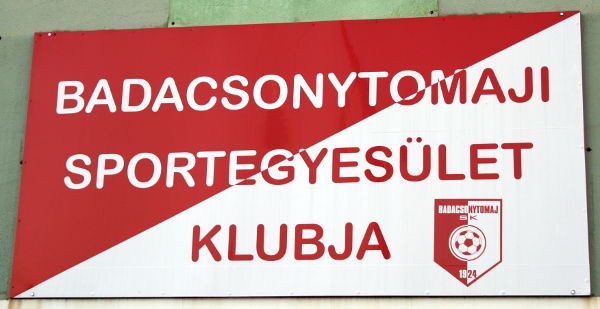 BADACSONYTOMAJI
SPORTEGYESÜLET
KLUBJA
BADACSONYTOMAJ
SK
1924